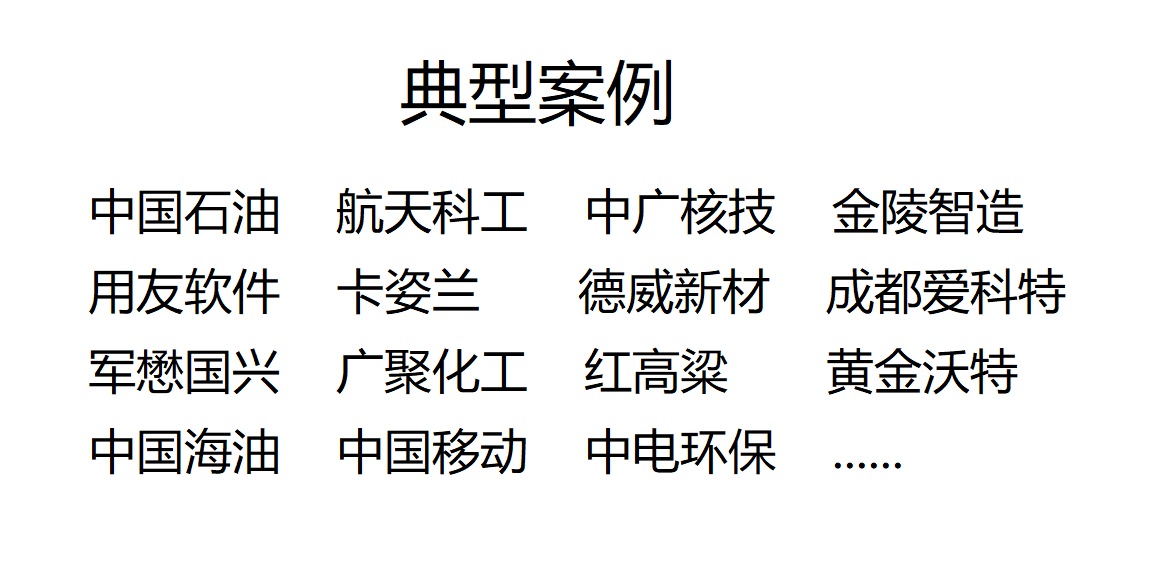 典型案例
中国石油 航天科工 中广核技 金陵智造
用友软件 卡姿兰 德威新材 成都爱科特
军懋国兴 广聚化工 红高粱 黄金沃特
中国海油 中国移动 中电环保 ......